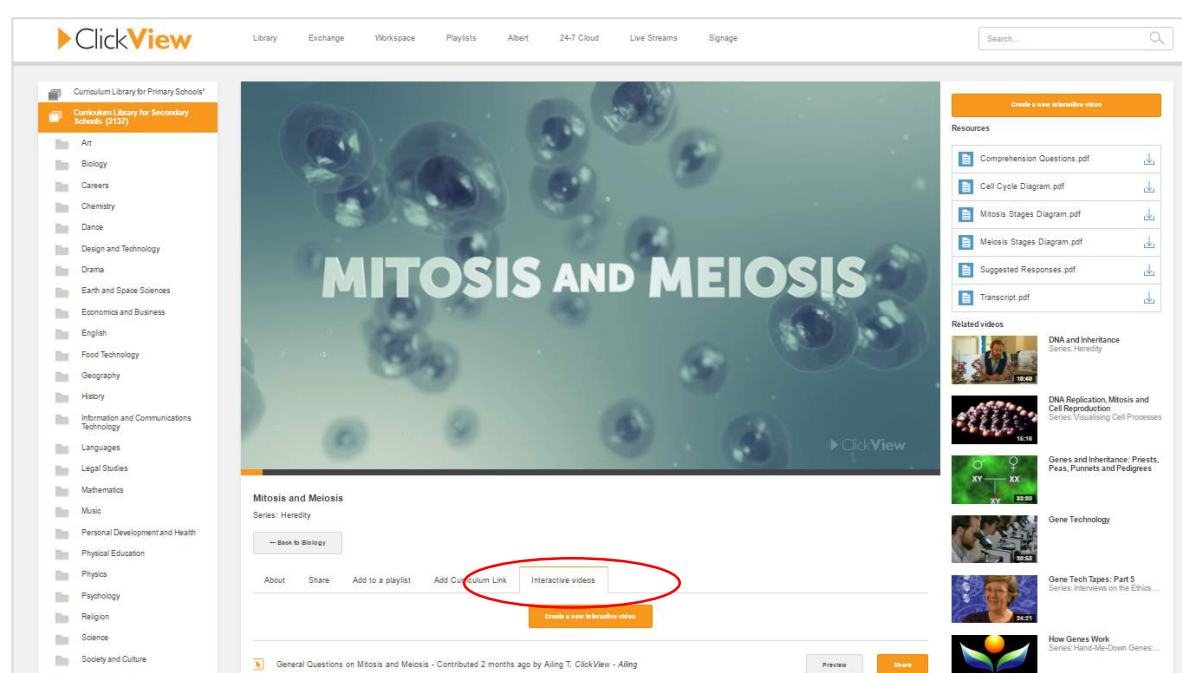 ClickView
Library Exchange Workspace Playlists Albert 24-7 Cloud Live Streams Signage
Search...
Curriculum Library for Primary Schools*
Curriculum Library for Secondary
Schools (2137)
Art
Biology
Careers
Chemistry
Dance
Design and Technology
Drama
Earth and Space Sciences
Economics and Business
English
Food Technology
Geography
History
Information and Communications
Technology
Languages
Legal Studies
Mathematics
Music
Personal Development and Health
Physical Education
Physics
Psychology
Religion
Science
Society and Culture
MITOSIS AND MEIOSIS
ClickView
Mitosis and Meiosis
Series: Heredity
Back to Biology
About Share Add to a playlist Add Curriculum Link Interactive videos
Create a new interactive video
General Questions on Mitosis and Meiosis - Contributed 2 months ago by Ailing T, ClickView - Ailing
Preview Share
Create a new interactive video
Resources
Comprehension Questions.pdf
Cell Cycle Diagram.pdf
Mitosis Stages Diagram.pdf
Meiosis Stages Diagram.pdf
Suggested Responses.pdf
Transcript.pdf
Related videos
DNA and Inheritance
Series: Heredity
10:48
DNA Replication, Mitosis and
Cell Reproduction
Series: Visualising Cell Processes
16:18
Genes and Inheritance: Priests,
Peas, Punnets and Pedigrees
XY XX
XY
Gene Technology
Gene Tech Tapes: Part 5
Series: Interviews on the Ethics ...
24:21
How Genes Work
Series: Hand-Me-Down Genes:...